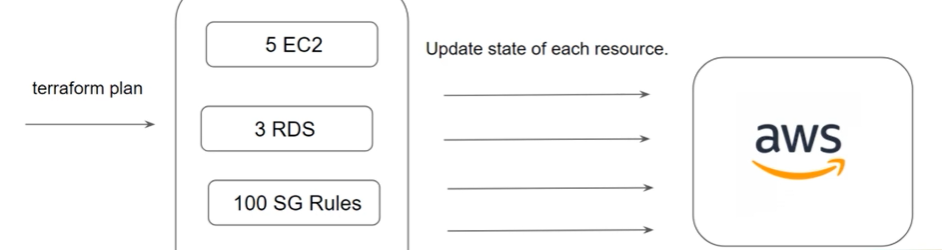 5 EC2
Update state of each resource.
terraform plan
3 RDS
aws
100 SG Rules